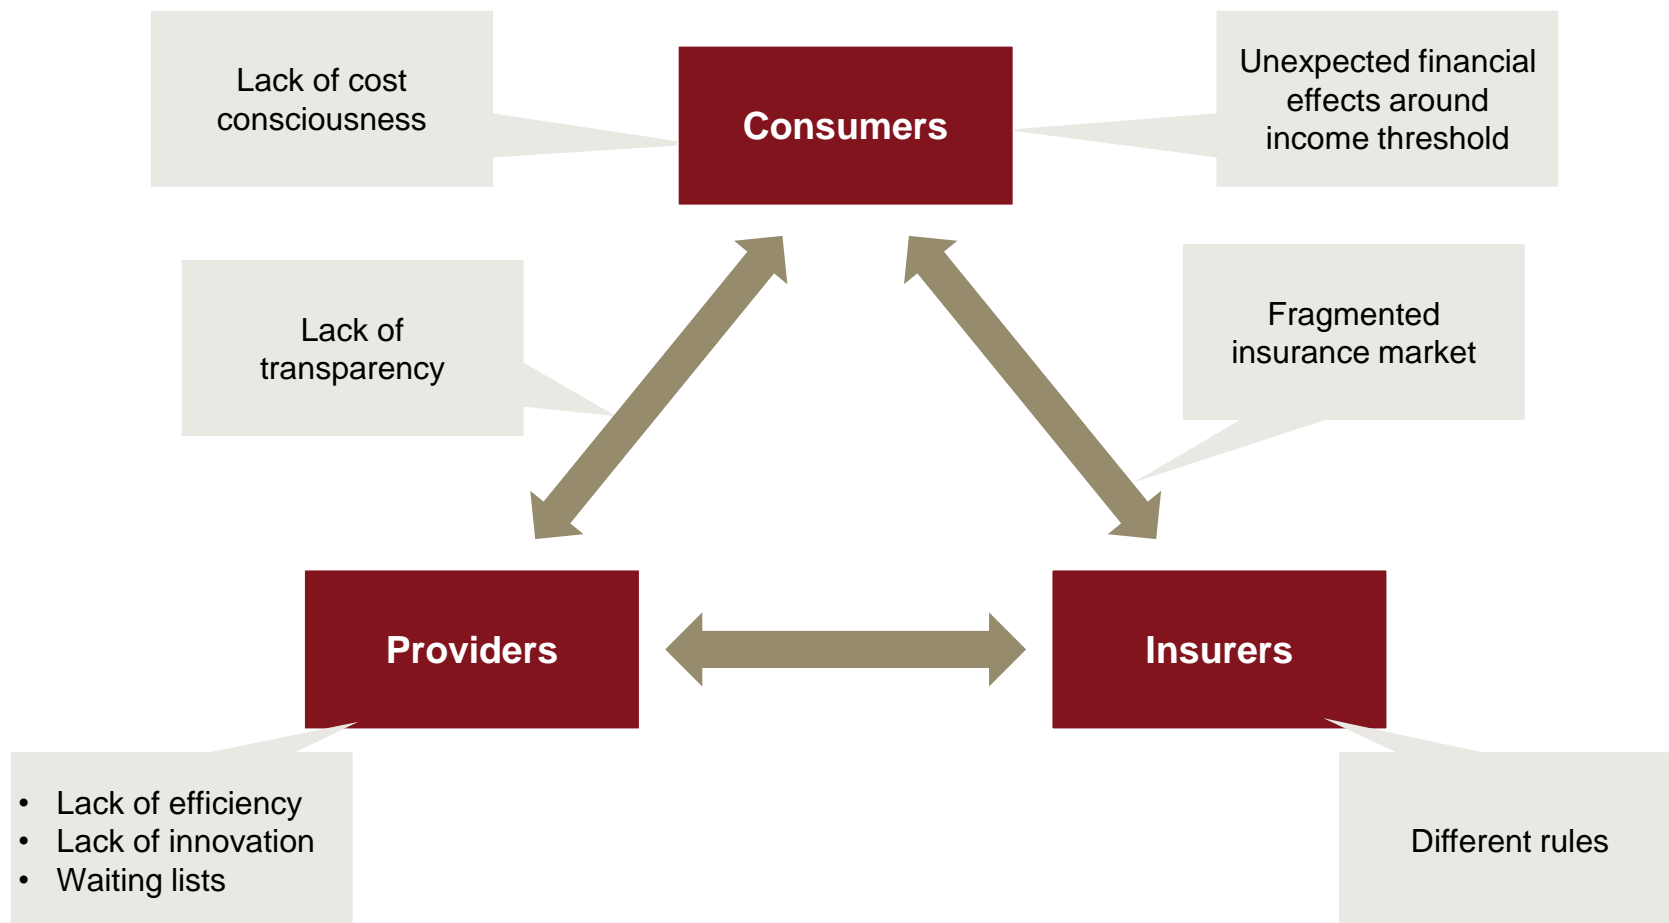 Lack of cost
consciousness
Consumers
Unexpected financial
effects around
income threshold
Lack of
transparency
Fragmented
insurance market
Providers
Insurers
• Lack of efficiency
• Lack of innovation
• Waiting lists
Different rules